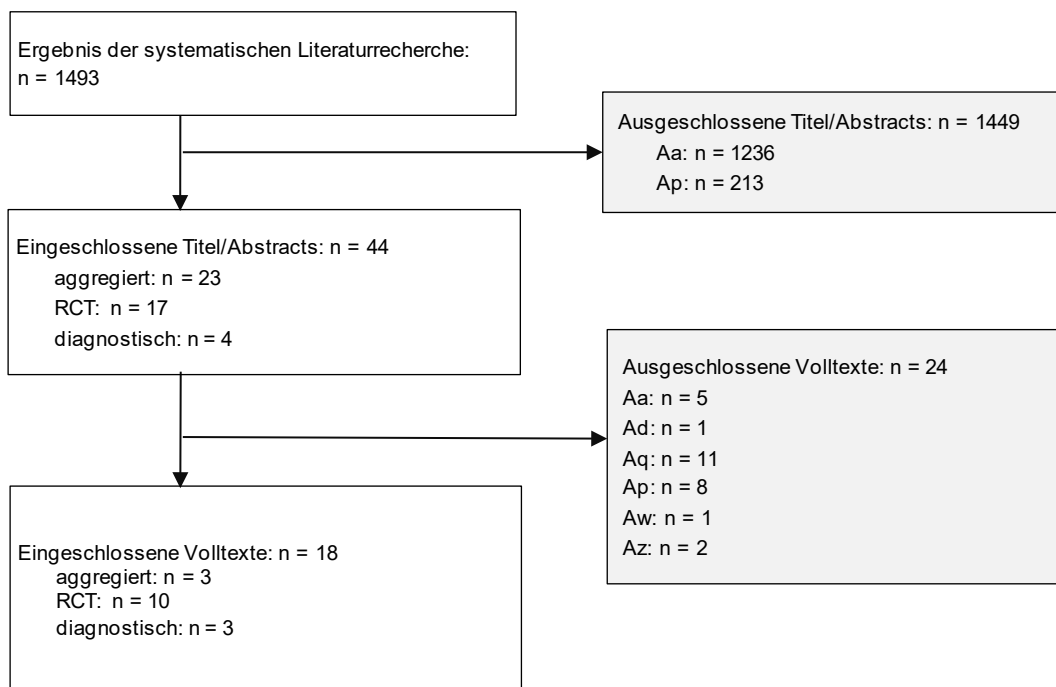 Ergebnis der systematischen Literaturrecherche:
n = 1493
Ausgeschlossene Titel/Abstracts: n = 1449
Aa: n = 1236
Ap: n = 213
Eingeschlossene Titel/Abstracts: n = 44
aggregiert: n = 23
RCT: n = 17
diagnostisch: n = 4
Ausgeschlossene Volltexte: n = 24
Aa: n = 5
Ad: n = 1
Aq: n = 11
Ap: n = 8
Aw: n = 1
Az: n = 2
Eingeschlossene Volltexte: n = 18
aggregiert: n = 3
RCT: n = 10
diagnostisch: n = 3